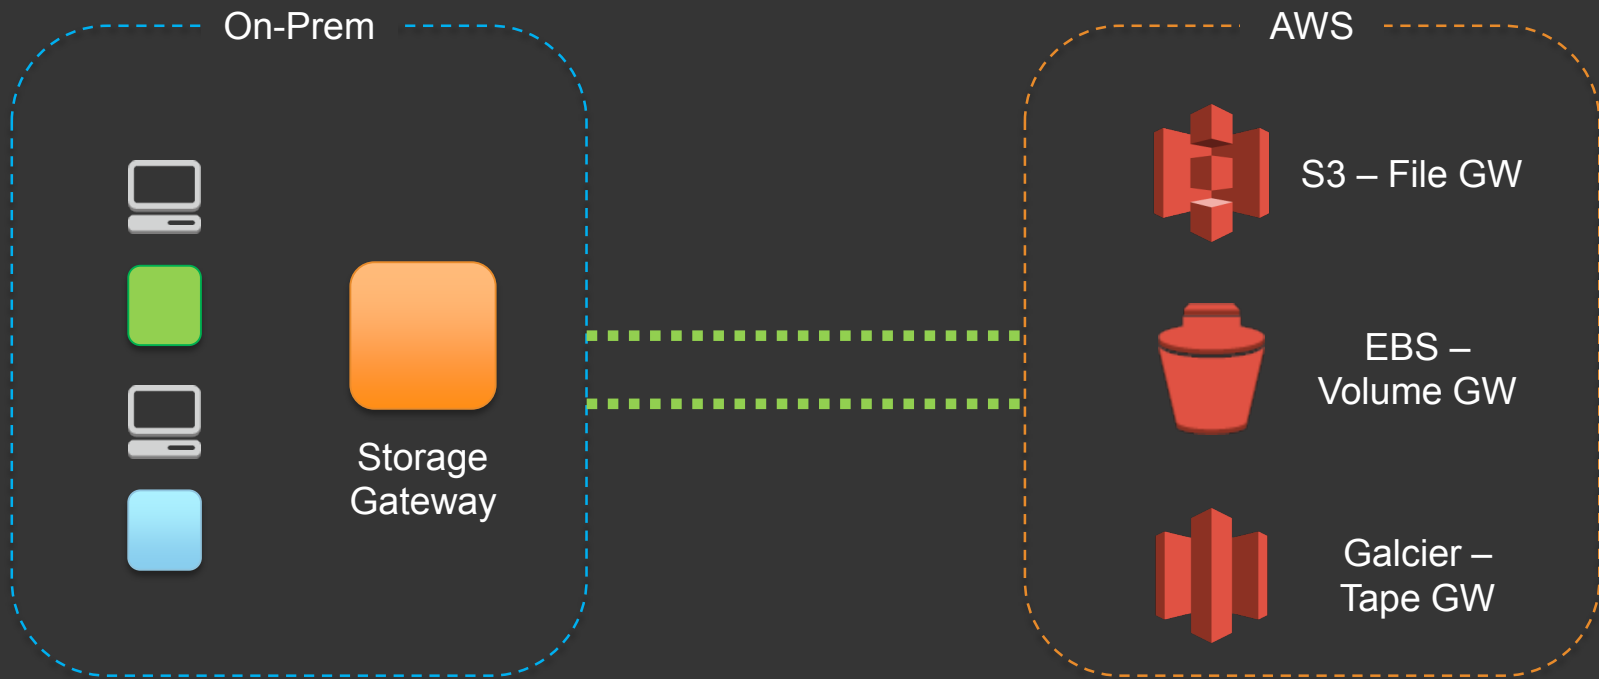 On-Prem
AWS
S3 – File GW
EBS –
Volume GW
Storage
Gateway
Galcier –
Tape GW